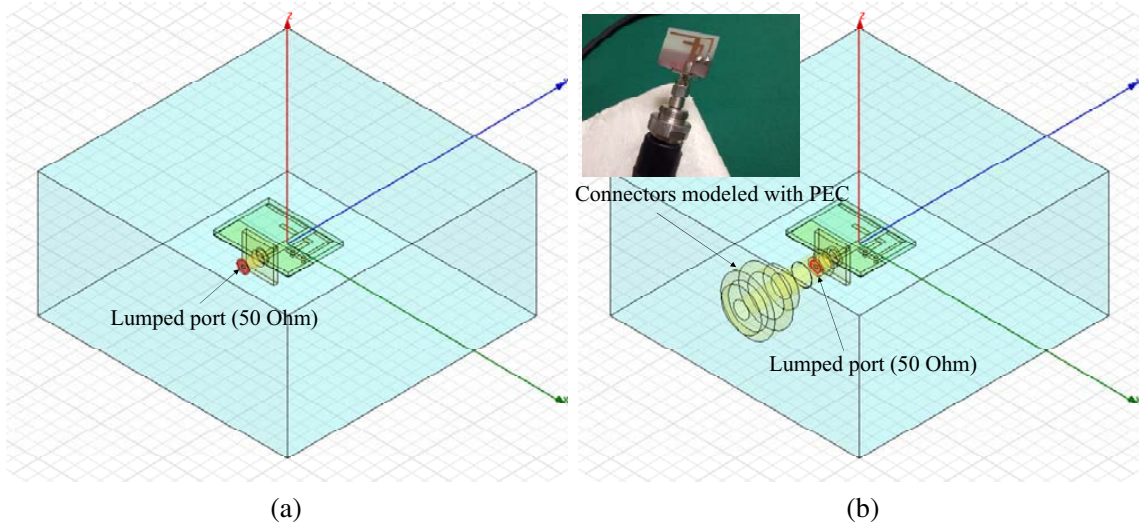 z
z
Connectors modeled with PEC
Lumped port (50 Ohm)
Lumped port (50 Ohm)
(a)
(b)